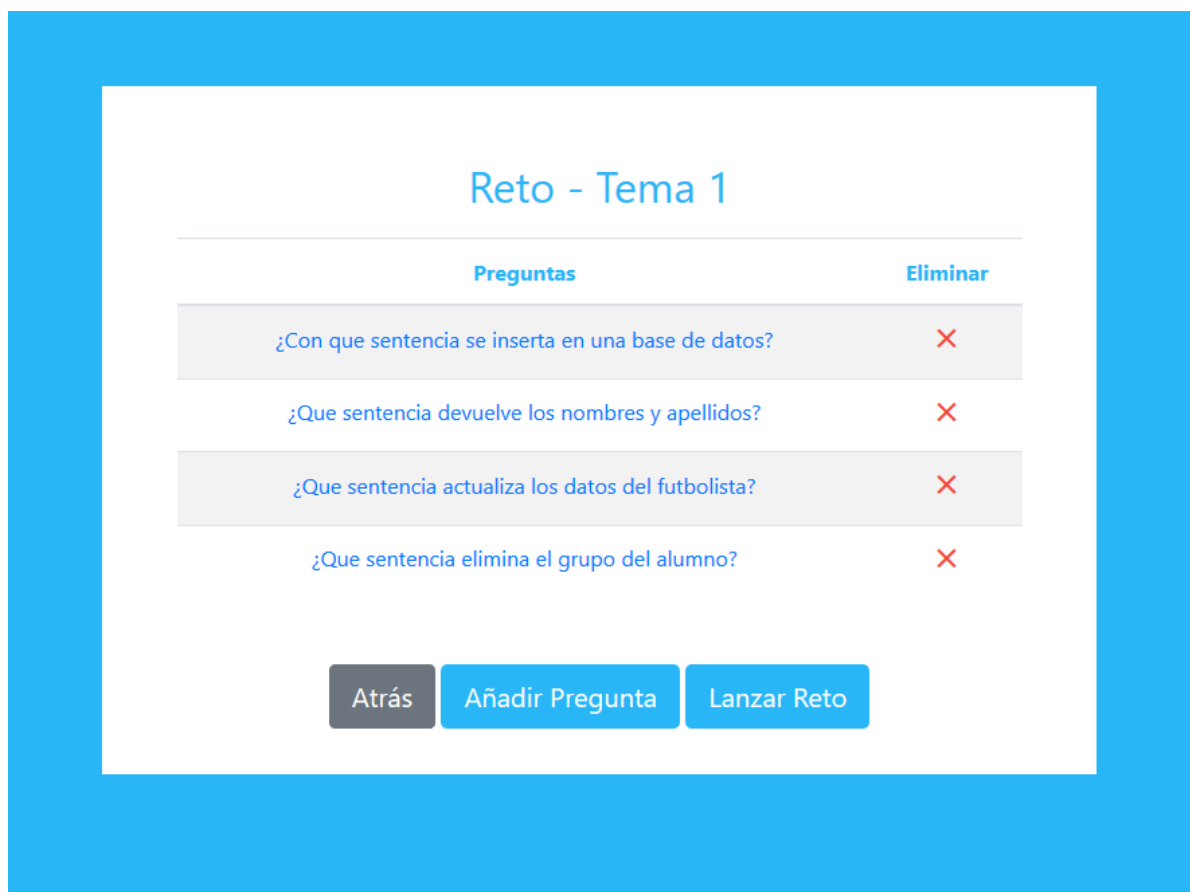 Reto - Tema 1
Preguntas Eliminar
¿Con que sentencia se inserta en una base de datos?
¿Que sentencia devuelve los nombres y apellidos?
¿Que sentencia actualiza los datos del futbolista?
¿Que sentencia elimina el grupo del alumno?
Atrás Añadir Pregunta Lanzar Reto